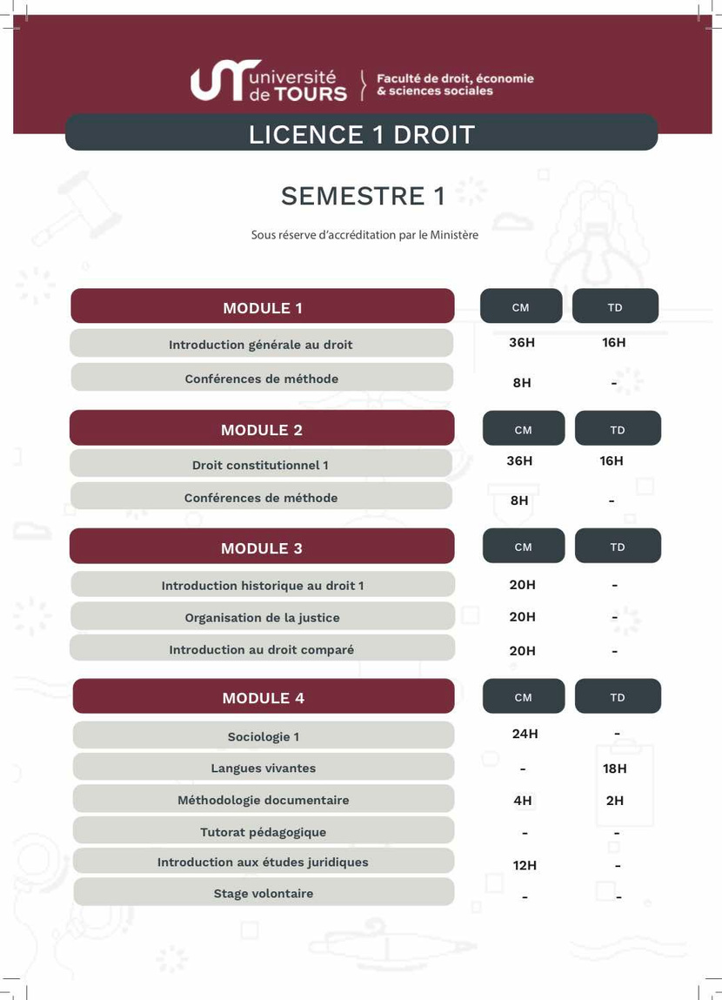 université
de TOURS
Faculté de droit, économie
& sciences sociales
LICENCE 1 DROIT
SEMESTRE 1
Sous réserve d’accréditation par le Ministère
MODULE 1 CM TD
Introduction générale au droit 36H 16H
Conférences de méthode 8H -
MODULE 2 CM TD
Droit constitutionnel 1 36H 16H
Conférences de méthode 8H -
MODULE 3 CM TD
Introduction historique au droit 1 20H -
Organisation de la justice 20H -
Introduction au droit comparé 20H -
MODULE 4 CM TD
Sociologie 1 24H -
Langues vivantes - 18H
Méthodologie documentaire 4H 2H
Tutorat pédagogique - -
Introduction aux études juridiques 12H -
Stage volontaire - -